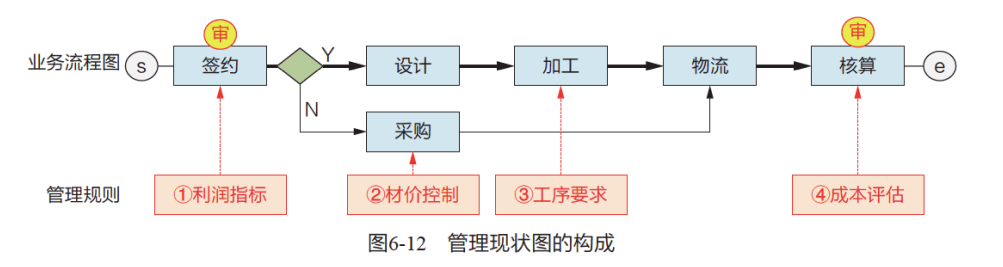 审
审
业务流程图 s 签约 Y 设计 加工 物流 核算 e
N
采购
管理规则 ①利润指标 ②材价控制 ③工序要求 ④成本评估
图6-12 管理现状图的构成